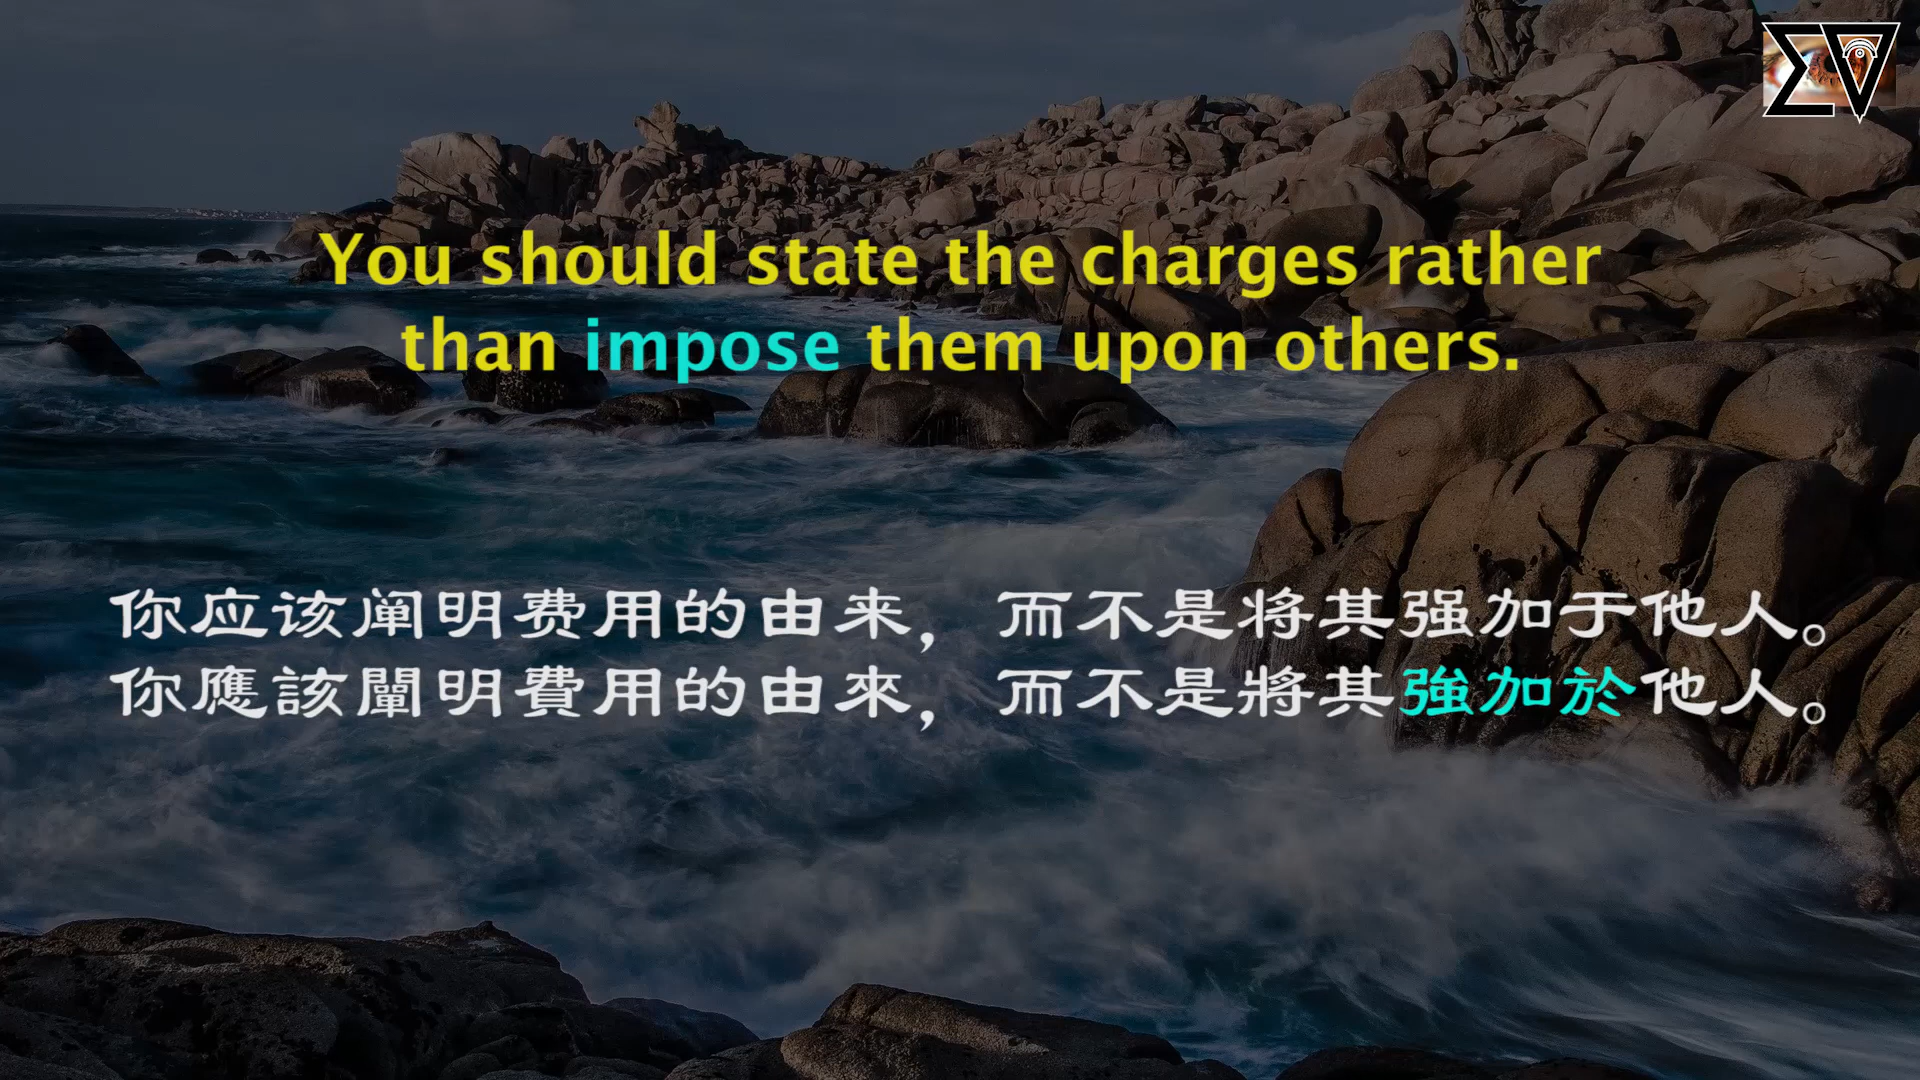 You should state the charges rather
than impose them upon others.
你应该阐明费用的由来，而不是将其强加于他人。
你應該闡明費用的由來，而不是將其強加於他人。